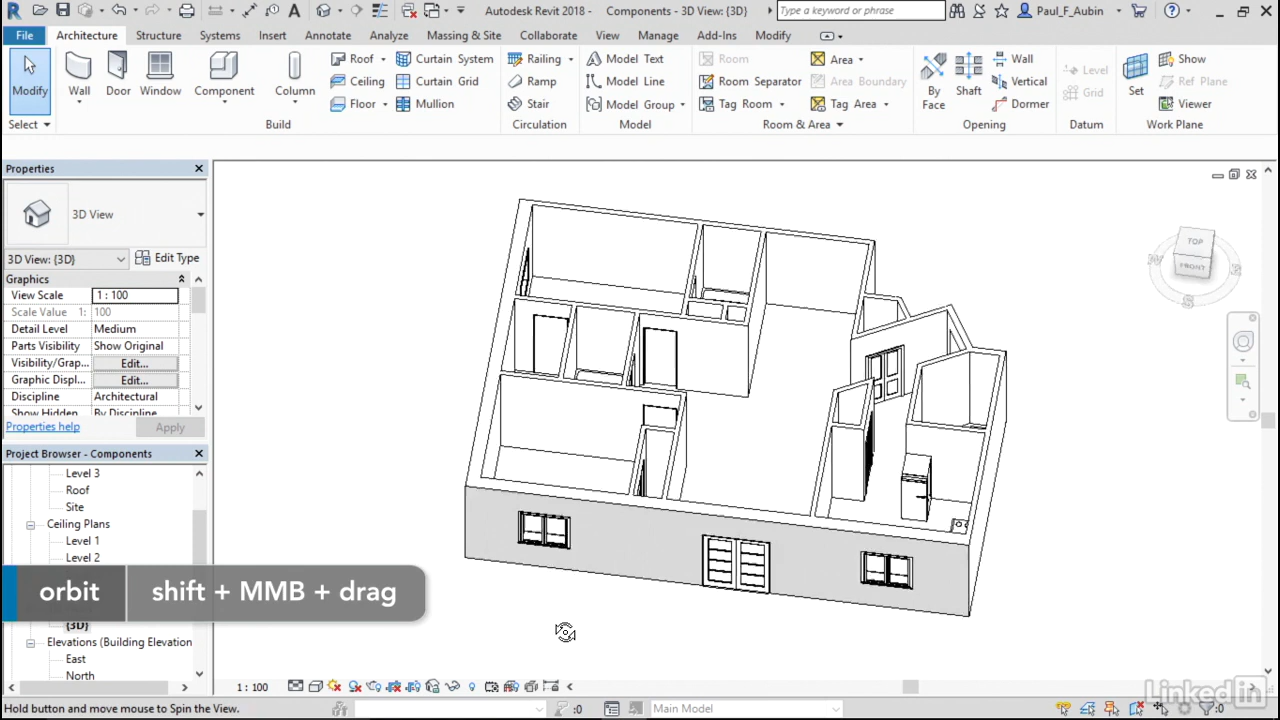 Autodesk Revit 2018 - Components - 3D View: {3D}
Type a keyword or phrase
Paul_F_Aubin
File Architecture Structure Systems Insert Annotate Analyze Massing & Site Collaborate View Manage Add-Ins Modify
Modify
Select
Wall
Door
Window
Component
Column
Roof
Ceiling
Floor
Curtain System
Curtain Grid
Mullion
Build
Railing
Ramp
Stair
Circulation
Model Text
Model Line
Model Group
Model
Room
Room Separator
Tag Room
Area
Area Boundary
Tag Area
Room & Area
By Face
Shaft
Wall
Vertical
Dormer
Opening
Level
Grid
Datum
Set
Show
Ref Plane
Viewer
Work Plane
Properties
3D View
3D View: {3D}
Edit Type
Graphics
View Scale 1 : 100
Scale Value 1: 100
Detail Level Medium
Parts Visibility Show Original
Visibility/Grap... Edit...
Graphic Displ... Edit...
Discipline Architectural
Show Hidden By Discipline
Properties help
Apply
Project Browser - Components
Level 3
Roof
Site
Ceiling Plans
Level 1
Level 2
orbit shift + MMB + drag
{3D}
Elevations (Building Elevation
East
North
TOP
FRONT
W
S
1 : 100
Hold button and move mouse to Spin the View.
:0
Main Model
:0
Linked in